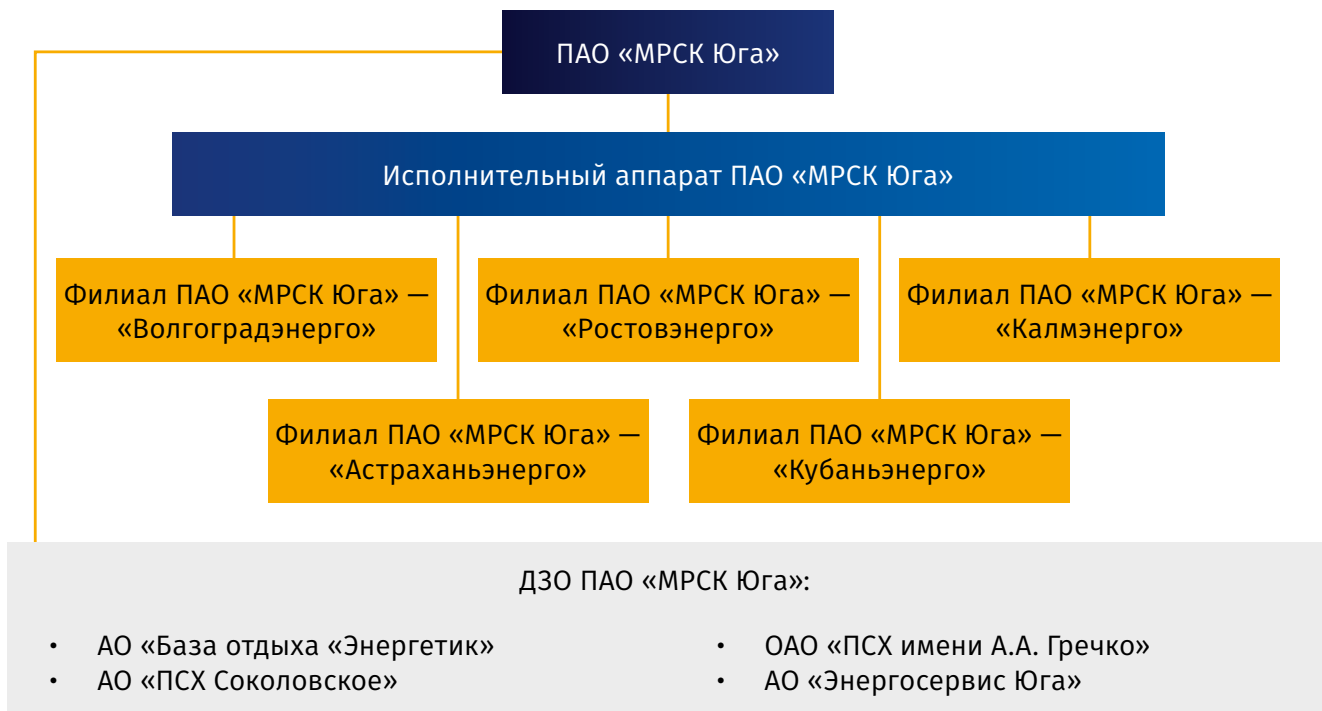 ПАО «МРСК Юга»
Исполнительный аппарат ПАО «МРСК Юга»
Филиал ПАО «МРСК Юга» —
«Волгоградэнерго»
Филиал ПАО «МРСК Юга» —
«Ростовэнерго»
Филиал ПАО «МРСК Юга» —
«Калмэнерго»
Филиал ПАО «МРСК Юга» —
«Астраханьэнерго»
Филиал ПАО «МРСК Юга» —
«Кубаньэнерго»
ДЗО ПАО «МРСК Юга»:
• АО «База отдыха «Энергетик»
• АО «ПСХ Соколовское»
• ОАО «ПСХ имени А.А. Гречко»
• АО «Энергосервис Юга»